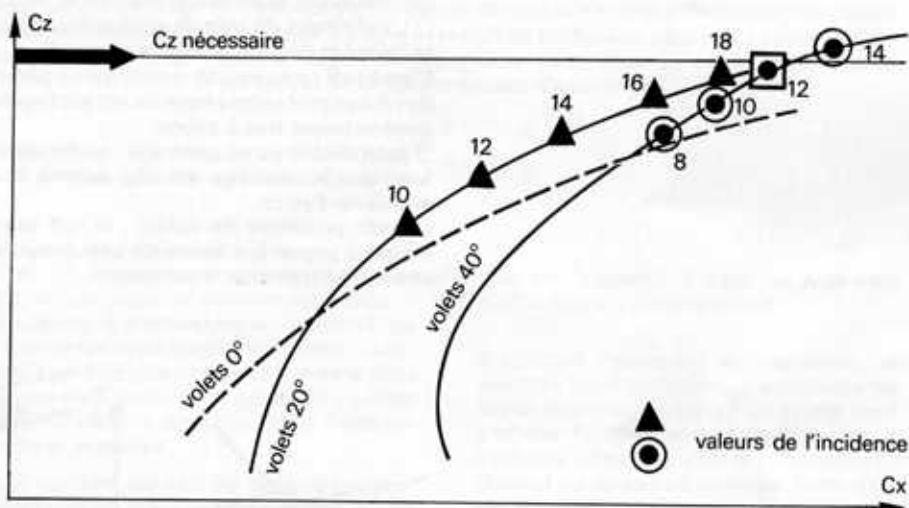 Cz
Cz nécessaire
18
14
16
12
14
10
12
8
10
volets 0°
volets 20°
volets 40°
valeurs de l'incidence
Cx